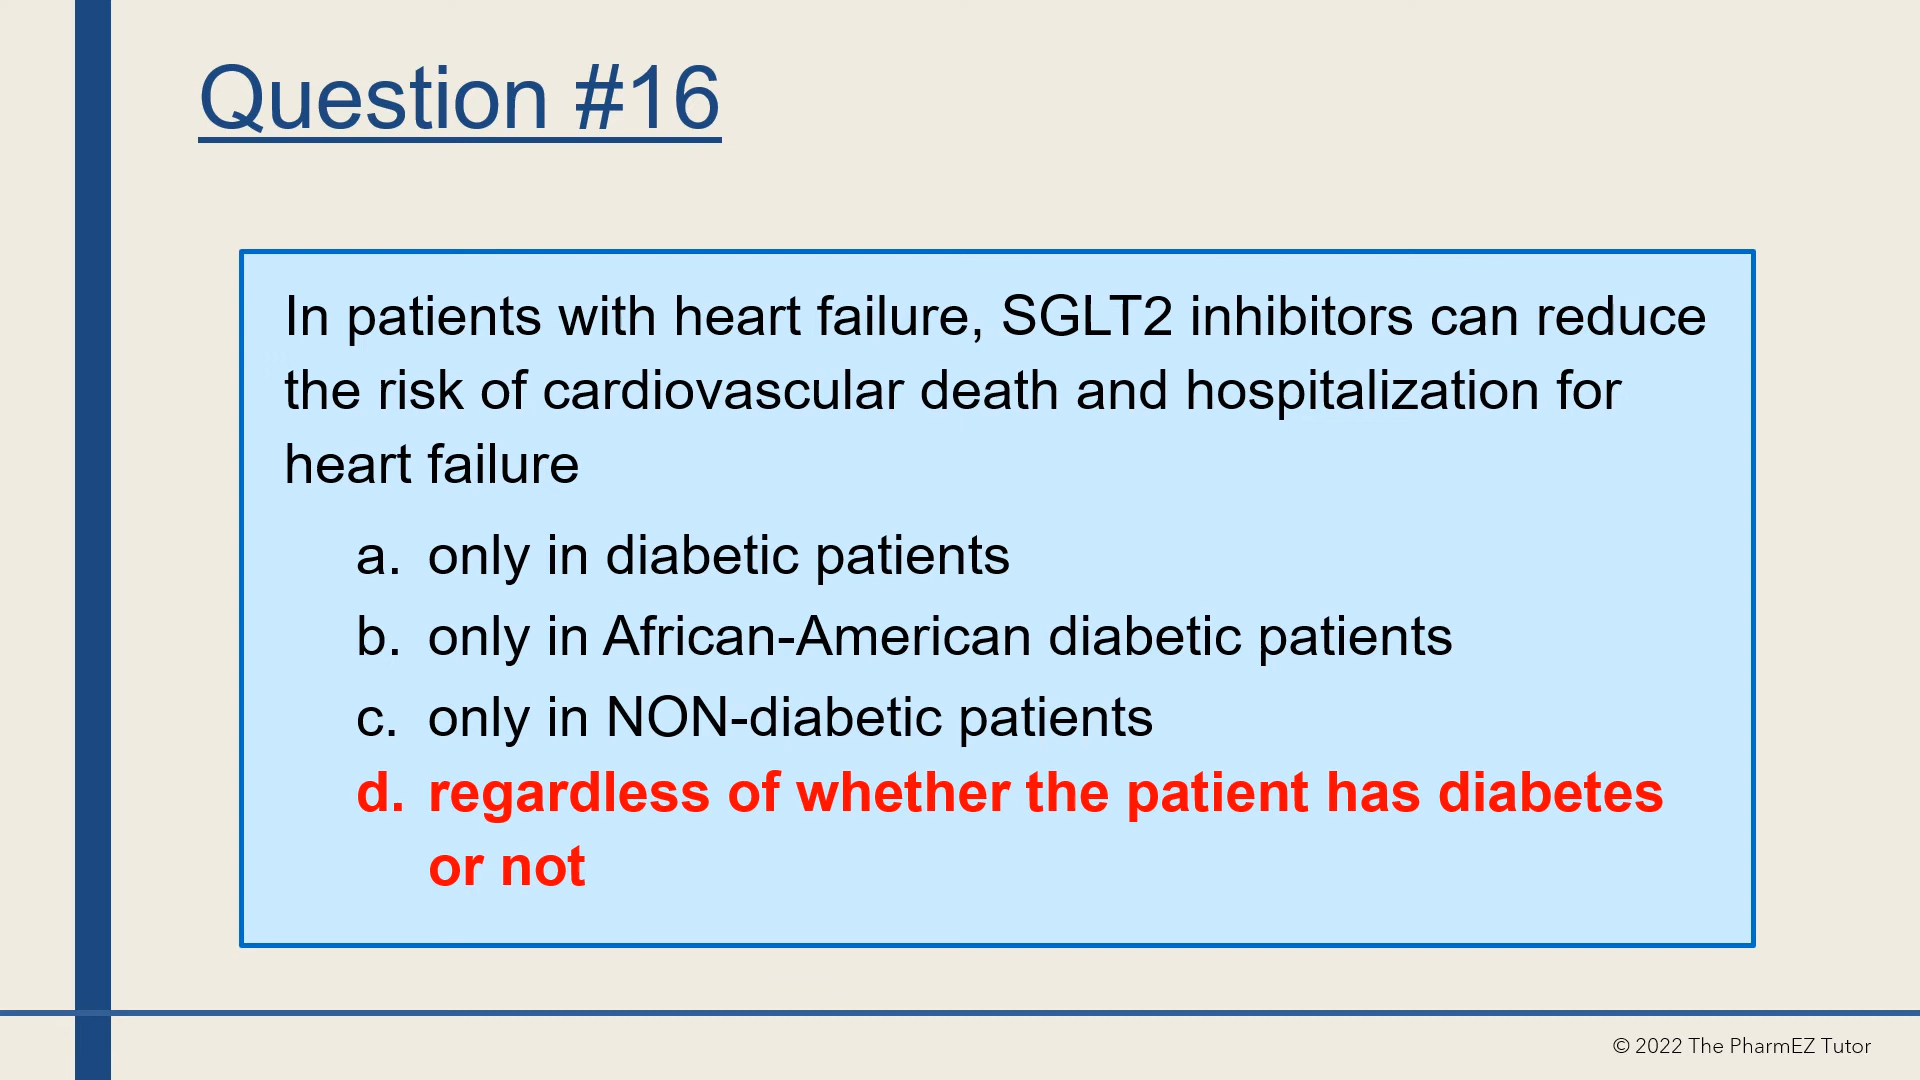 Question #16
In patients with heart failure, SGLT2 inhibitors can reduce
the risk of cardiovascular death and hospitalization for
heart failure
a. only in diabetic patients
b. only in African-American diabetic patients
c. only in NON-diabetic patients
d. regardless of whether the patient has diabetes
or not
© 2022 The PharmEZ Tutor